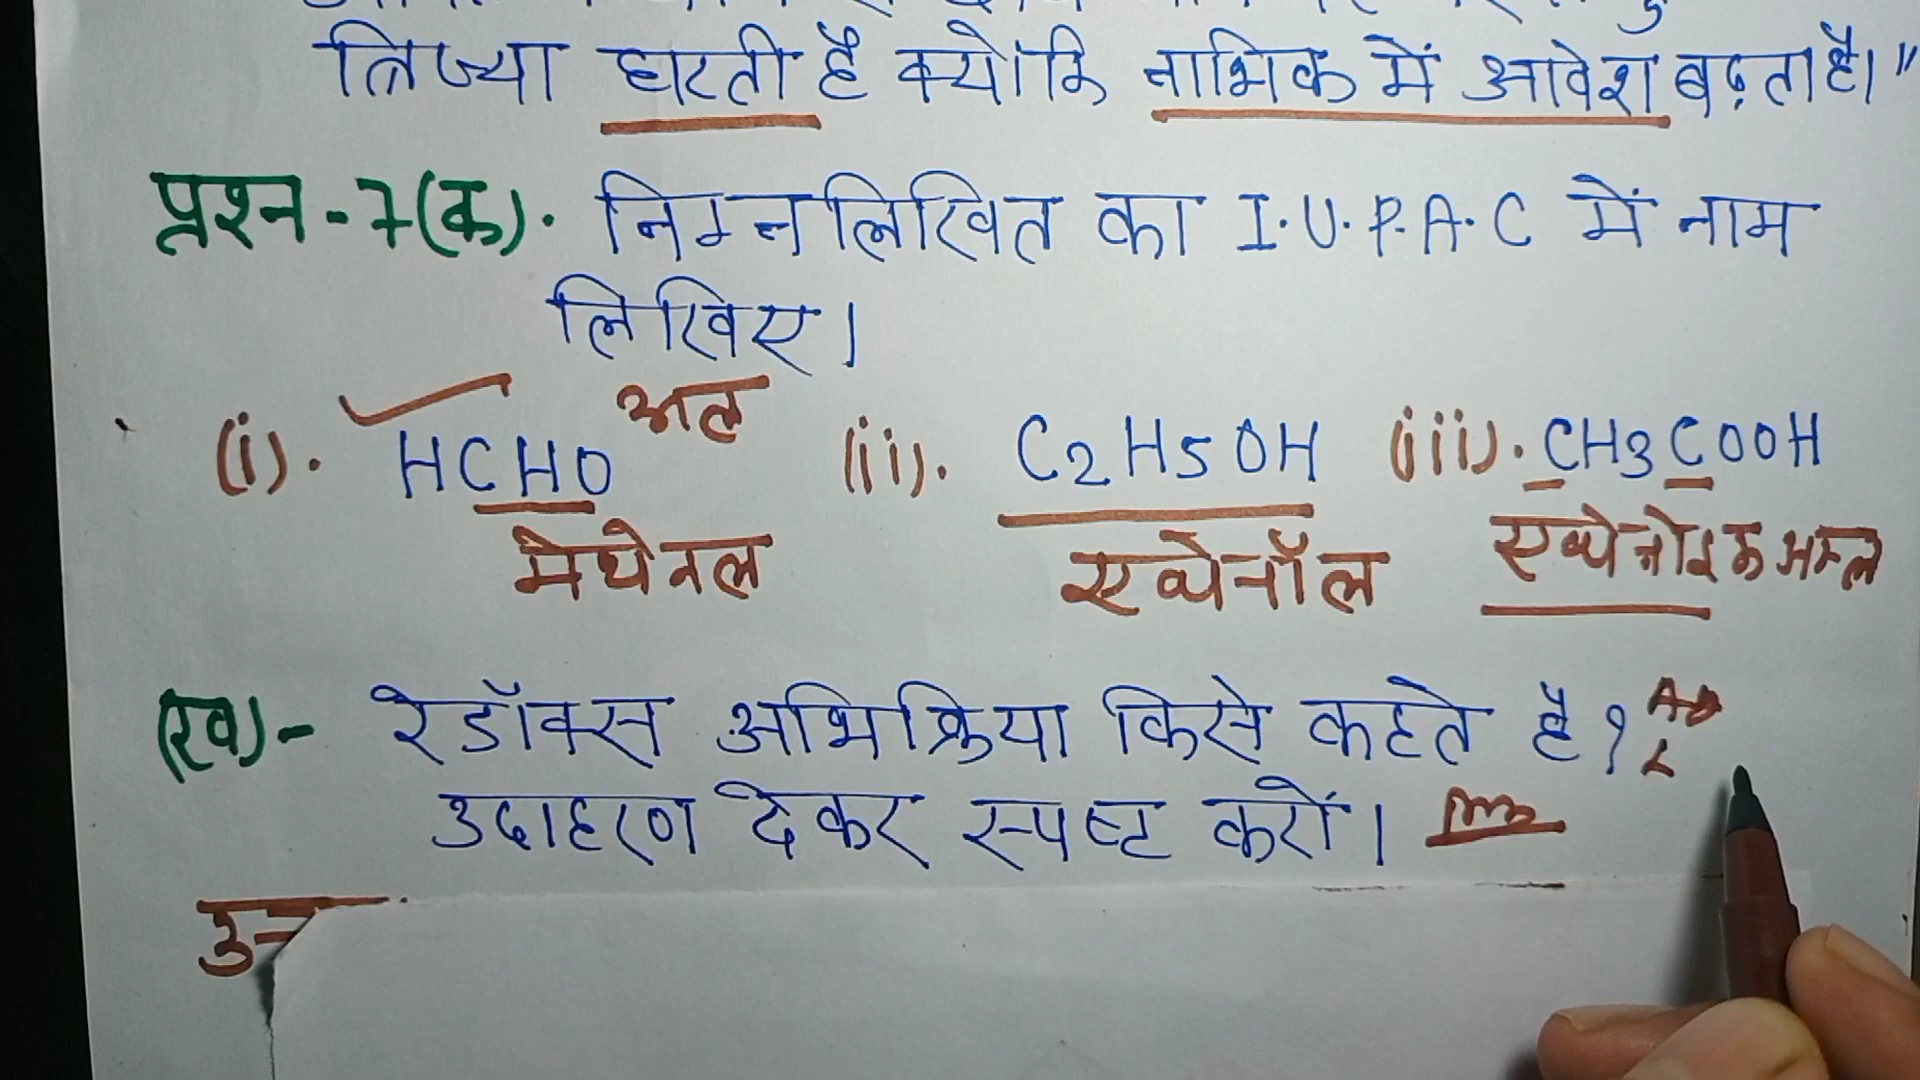 त्रिज्या घटती है क्योंकि नाभिक में आवेश बढ़ता है।"
प्रश्न-7(क). निम्नलिखित का I.U.P.A.C में नाम
लिखिए।
अल
(i). HCHO (ii). C2H5OH (iii). CH3COOH
मेथेनल एथेनॉल एथेनोइक अम्ल
(ख)- रेडॉक्स अभिक्रिया किसे कहते है?
उदाहरण देकर स्पष्ट करों।